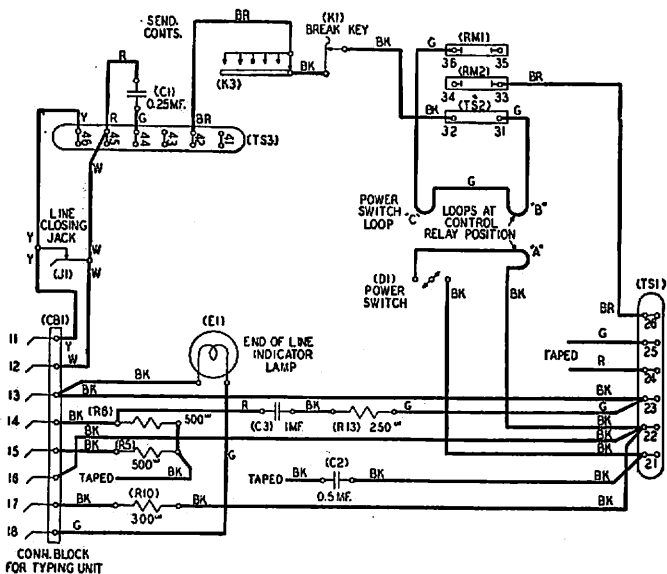 SEND.
CONTS.
BR
(K1)
BREAK KEY
BK
G
(RM1)
36 35
(RM2)
34 33
BR
(TS2)
BK
32 31
G
R
(C1)
0.25MF.
(K3)
BK
Y
R
G
BR
46 45 44 43 42 41
(TS3)
W
POWER
SWITCH
LOOP
"C"
G
LOOPS AT
CONTROL
RELAY POSITION
"B"
"A"
LINE
CLOSING
JACK
Y
Y
W
W
(J1)
(D1)
POWER
SWITCH
BK
BK
(TS1)
BR
26
G
25
TAPED
R
24
(CB1)
11
Y
12
W
(E1)
END OF LINE
INDICATOR
LAMP
13
BK
BK
BK
23
14
BK
(R6)
500ω
R
(C3)
1MF.
BK
(R13)
250ω
G
G
BK
22
BK
15
BK
BK
(R5)
500ω
BK
21
16
TAPED
BK
BK
G
TAPED
BK
(C2)
0.5MF.
BK
BK
17
BK
(R10)
300ω
BK
BK
18
G
CONN. BLOCK
FOR TYPING UNIT